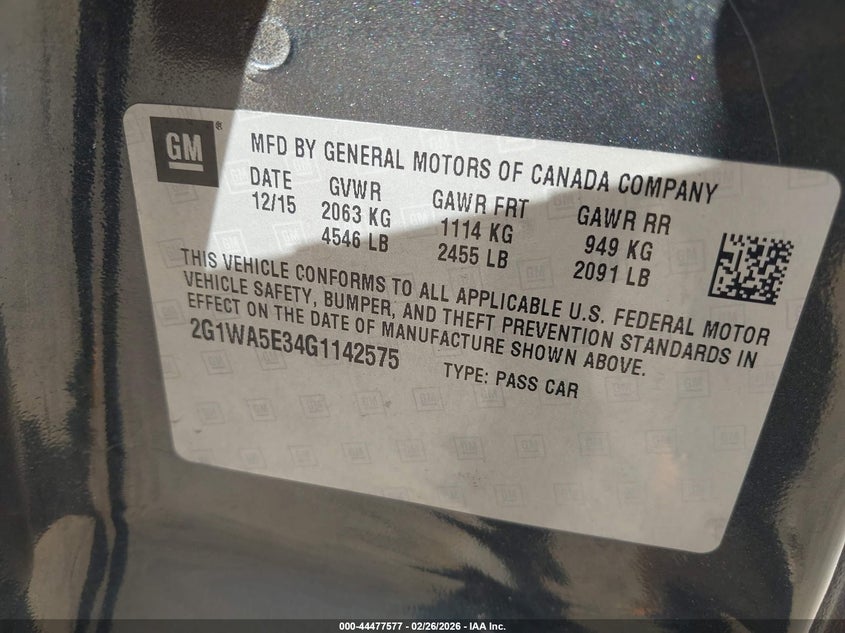 GM ®
MFD BY GENERAL MOTORS OF CANADA COMPANY
DATE GVWR GAWR FRT GAWR RR
12/15 2063 KG 1114 KG 949 KG
4546 LB 2455 LB 2091 LB
THIS VEHICLE CONFORMS TO ALL APPLICABLE U.S. FEDERAL MOTOR
VEHICLE SAFETY, BUMPER, AND THEFT PREVENTION STANDARDS IN
EFFECT ON THE DATE OF MANUFACTURE SHOWN ABOVE.
2G1WA5E34G1142575 TYPE: PASS CAR
000-44477577 - 02/26/2026 - IAA Inc.